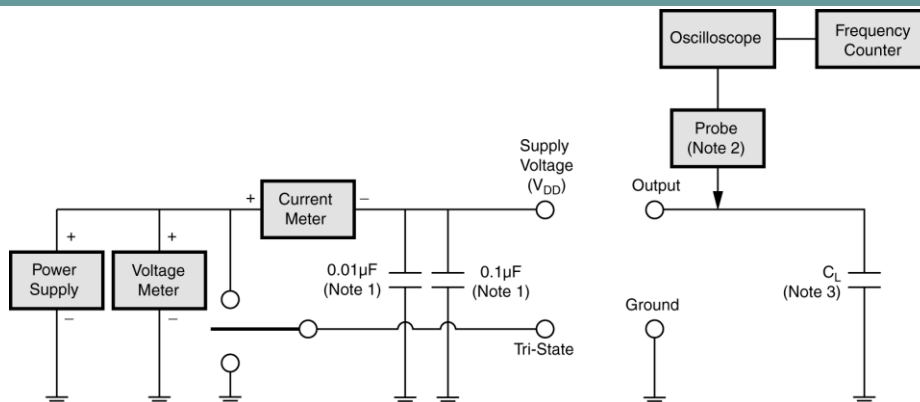 Oscilloscope
Frequency
Counter
Probe
(Note 2)
Supply
Voltage
(VDD)
Output
+
Current
Meter
–
+
Power
Supply
–
+
Voltage
Meter
–
0.01µF
(Note 1)
0.1µF
(Note 1)
CL
(Note 3)
Ground
Tri-State